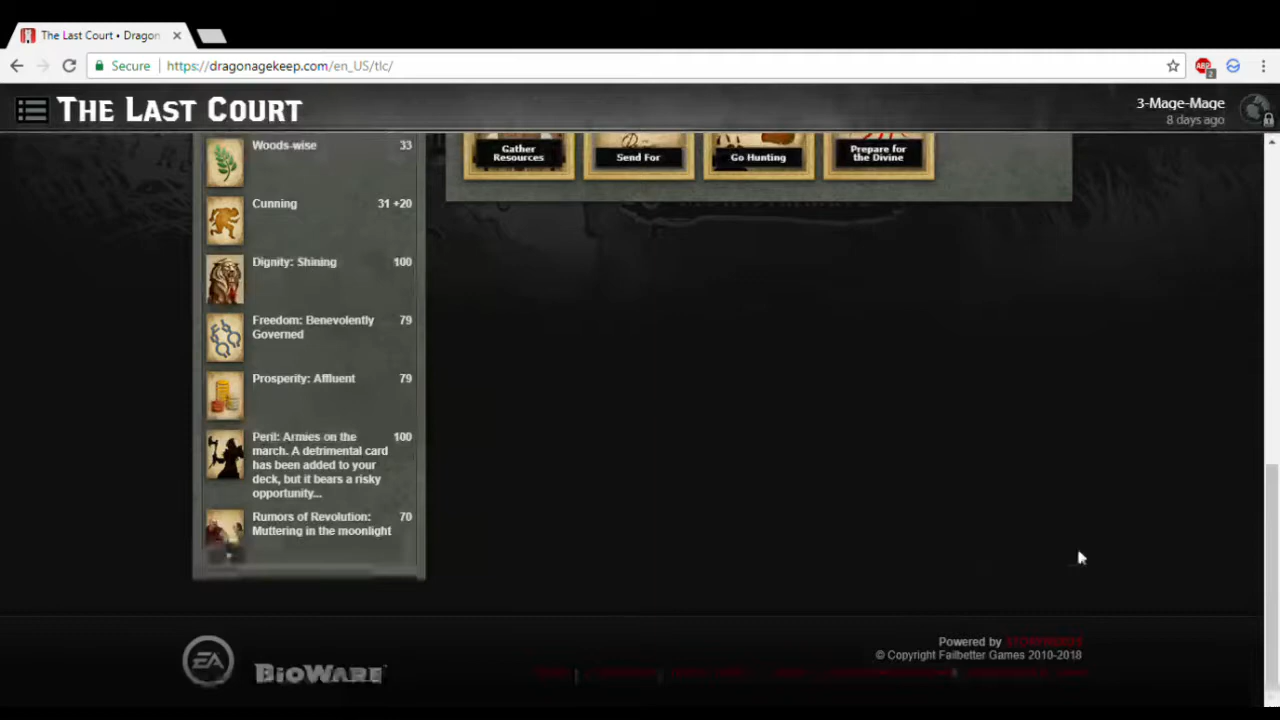 The Last Court • Dragon
Secure
https://dragonagekeep.com/en_US/tlc/
ABP
2
THE LAST COURT
3-Mage-Mage
8 days ago
Woods-wise 33
Gather
Resources
Send For
Go Hunting
Prepare for
the Divine
Cunning 31 +20
Dignity: Shining 100
Freedom: Benevolently 79
Governed
Prosperity: Affluent 79
Peril: Armies on the 100
march. A detrimental card
has been added to your
deck, but it bears a risky
opportunity...
Rumors of Revolution: 70
Muttering in the moonlight
EA
BIOWARE
Powered by
© Copyright Failbetter Games 2010-2018